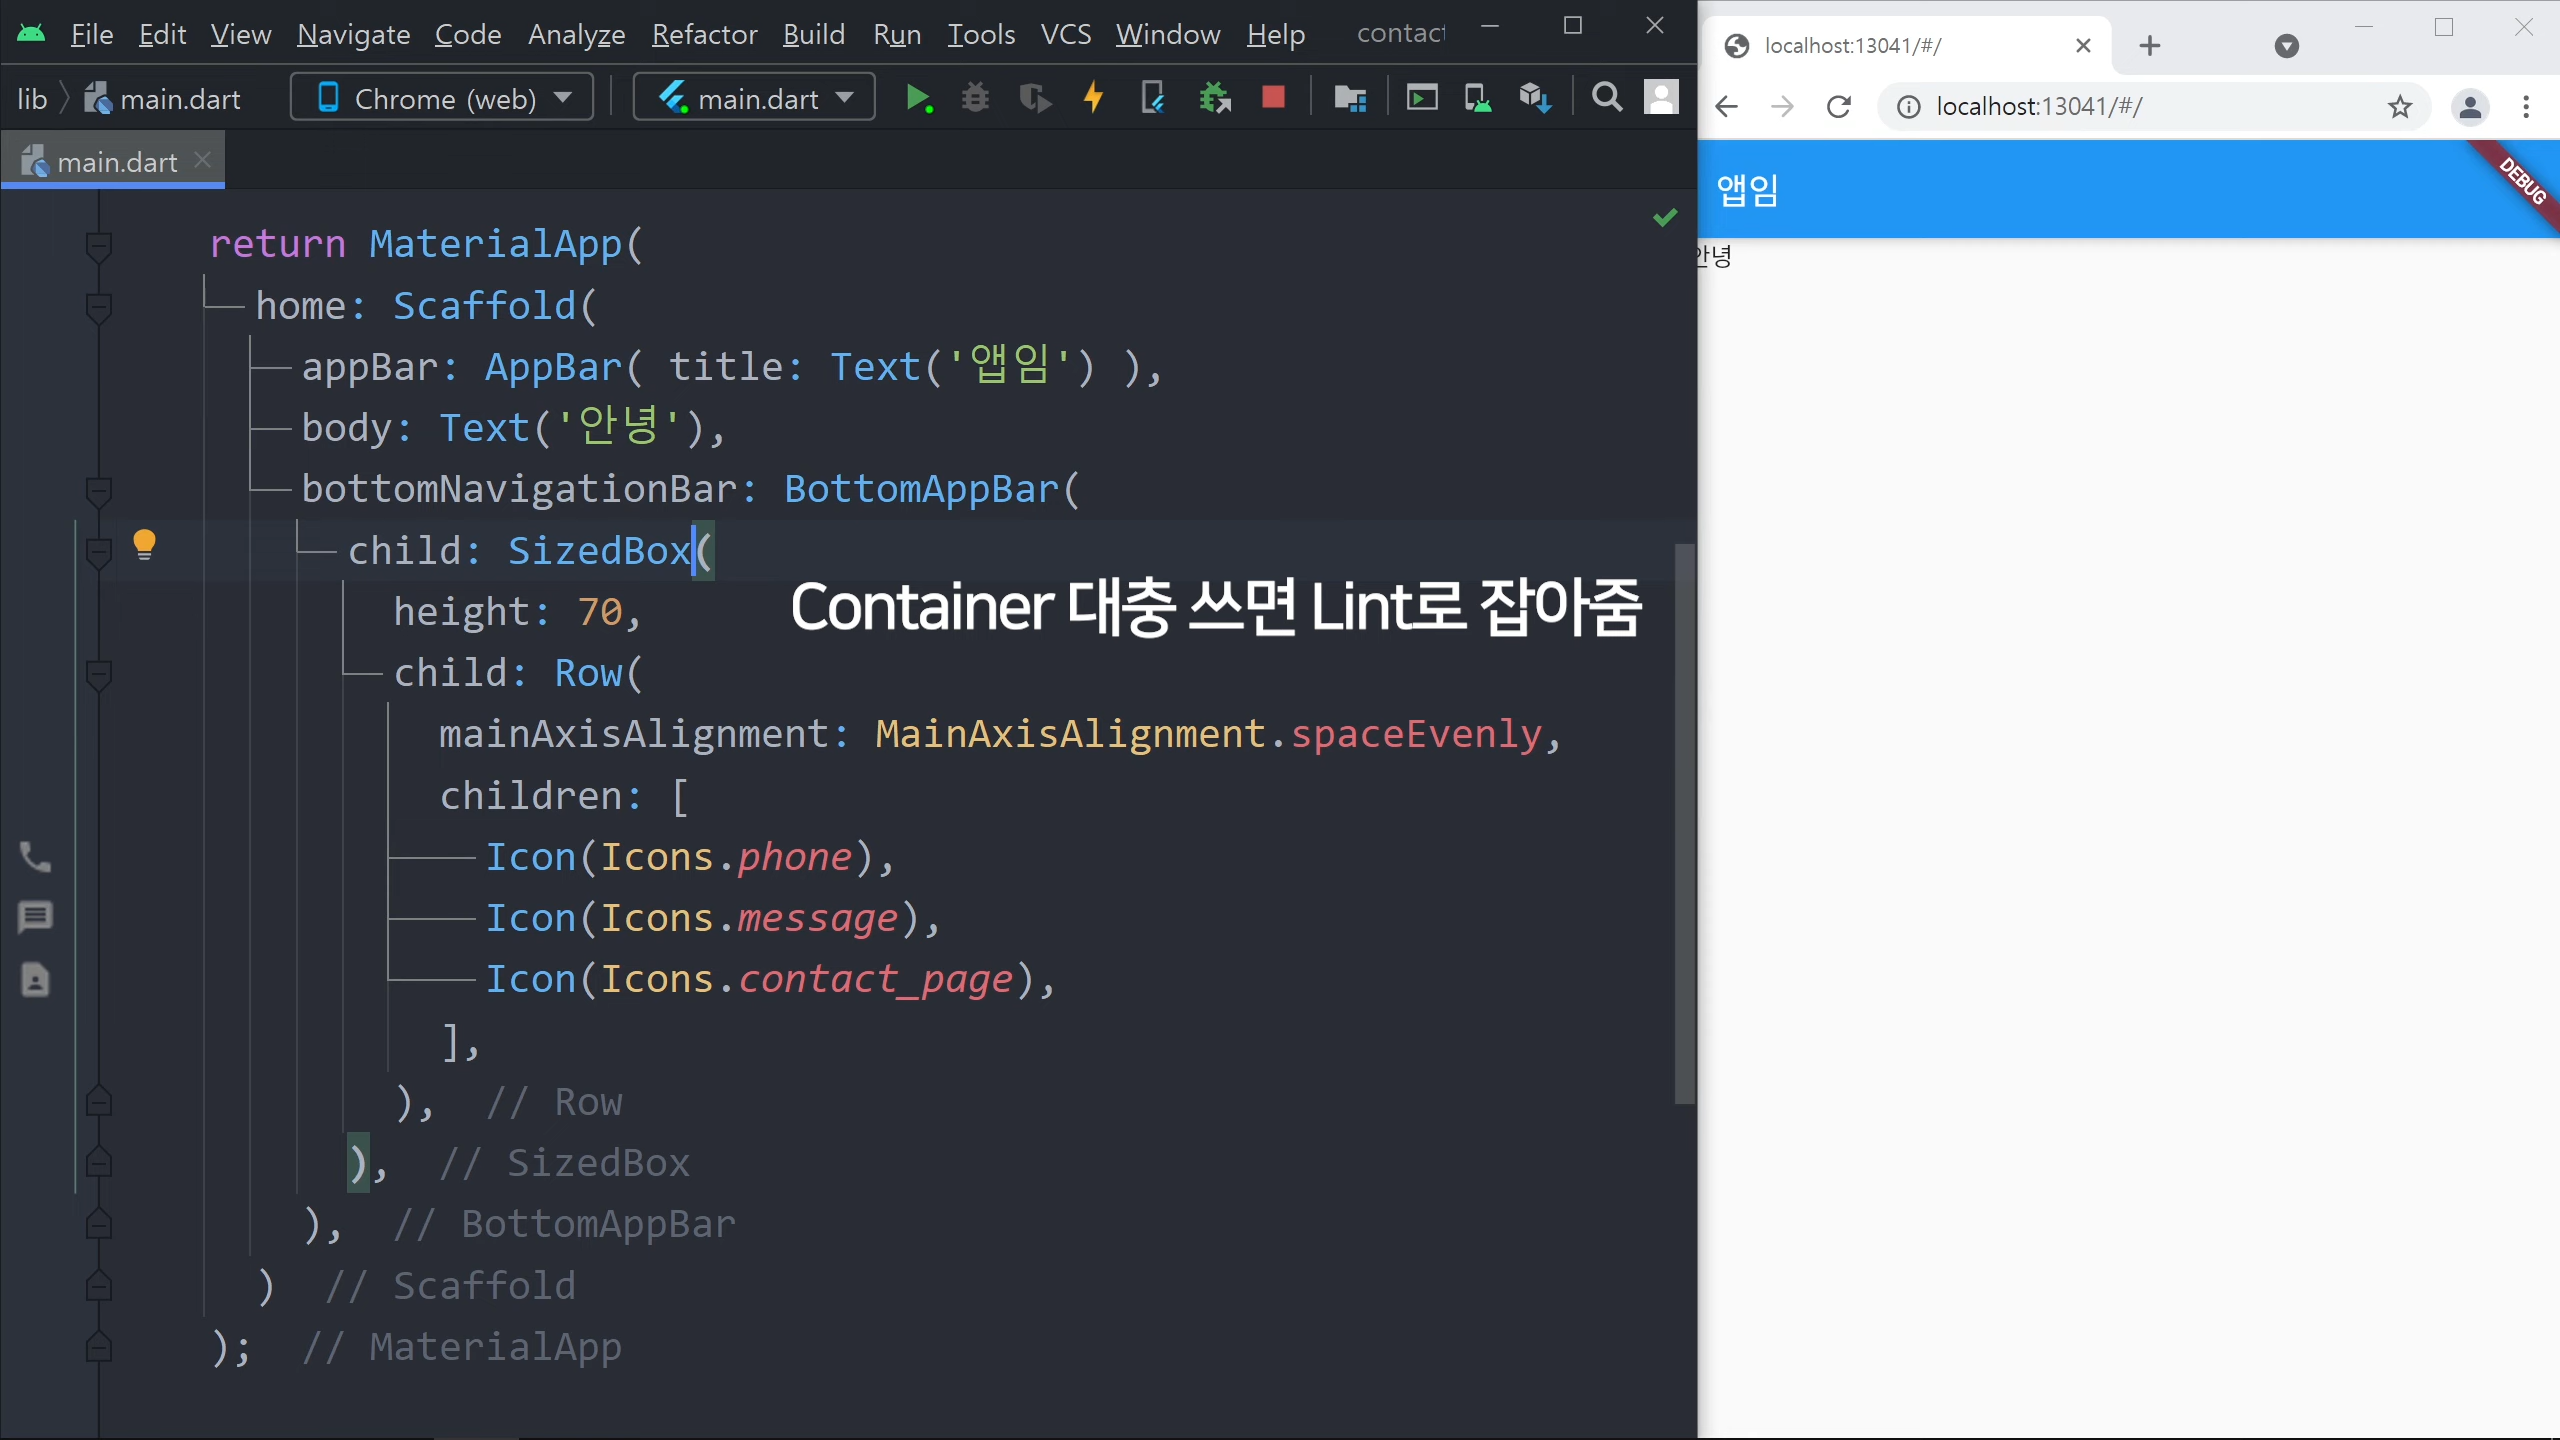 File Edit View Navigate Code Analyze Refactor Build Run Tools VCS Window Help contact
lib main.dart Chrome (web) main.dart
main.dart
return MaterialApp(
home: Scaffold(
appBar: AppBar( title: Text('앱임') ),
body: Text('안녕'),
bottomNavigationBar: BottomAppBar(
child: SizedBox(
height: 70,
child: Row(
mainAxisAlignment: MainAxisAlignment.spaceEvenly,
children: [
Icon(Icons.phone),
Icon(Icons.message),
Icon(Icons.contact_page),
],
), // Row
), // SizedBox
), // BottomAppBar
) // Scaffold
); // MaterialApp
Container 대충 쓰면 Lint로 잡아줌
localhost:13041/#/
localhost:13041/#/
앱임
DEBUG
안녕